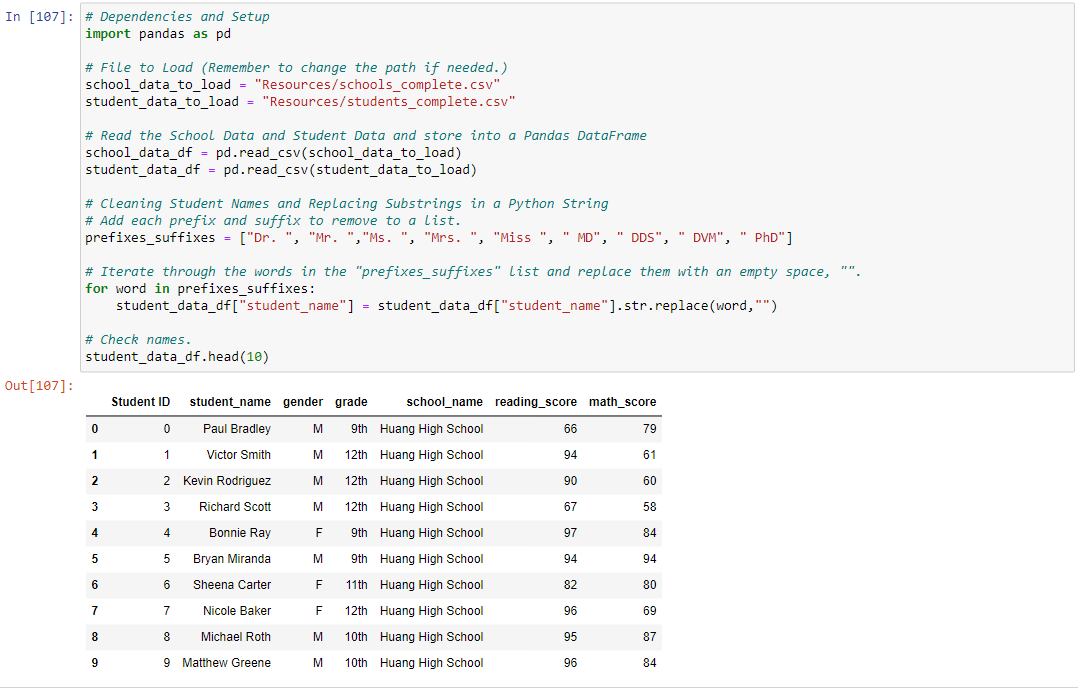 In [107]: # Dependencies and Setup
import pandas as pd
# File to Load (Remember to change the path if needed.)
school_data_to_load = "Resources/schools_complete.csv"
student_data_to_load = "Resources/students_complete.csv"
# Read the School Data and Student Data and store into a Pandas DataFrame
school_data_df = pd.read_csv(school_data_to_load)
student_data_df = pd.read_csv(student_data_to_load)
# Cleaning Student Names and Replacing Substrings in a Python String
# Add each prefix and suffix to remove to a list.
prefixes_suffixes = ["Dr. ", "Mr. ","Ms. ", "Mrs. ", "Miss ", " MD", " DDS", " DVM", " PhD"]
# Iterate through the words in the "prefixes_suffixes" list and replace them with an empty space, "".
for word in prefixes_suffixes:
    student_data_df["student_name"] = student_data_df["student_name"].str.replace(word,"")
# Check names.
student_data_df.head(10)
Out[107]:
Student ID student_name gender grade school_name reading_score math_score
0 0 Paul Bradley M 9th Huang High School 66 79
1 1 Victor Smith M 12th Huang High School 94 61
2 2 Kevin Rodriguez M 12th Huang High School 90 60
3 3 Richard Scott M 12th Huang High School 67 58
4 4 Bonnie Ray F 9th Huang High School 97 84
5 5 Bryan Miranda M 9th Huang High School 94 94
6 6 Sheena Carter F 11th Huang High School 82 80
7 7 Nicole Baker F 12th Huang High School 96 69
8 8 Michael Roth M 10th Huang High School 95 87
9 9 Matthew Greene M 10th Huang High School 96 84